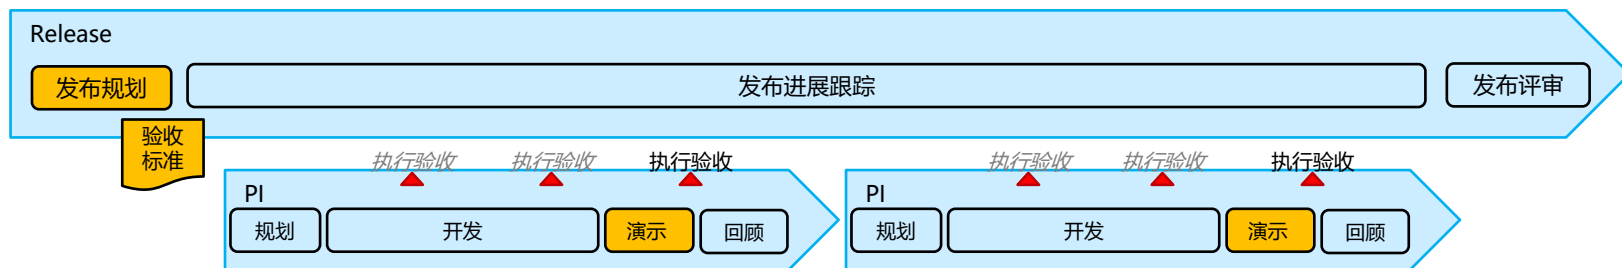 Release
发布规划
发布进展跟踪
发布评审
验收
标准
执行验收
执行验收
执行验收
执行验收
执行验收
执行验收
PI
规划
开发
演示
回顾
PI
规划
开发
演示
回顾